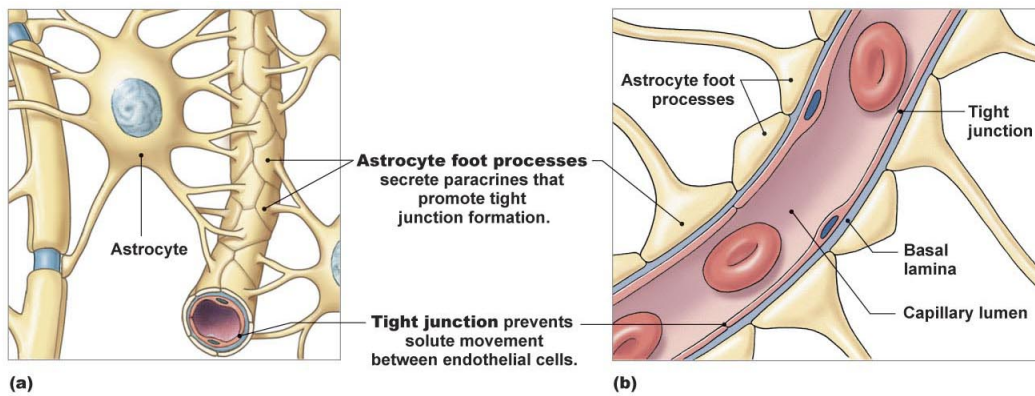 Astrocyte
(a)
Astrocyte foot processes
secrete paracrines that
promote tight
junction formation.
Tight junction prevents
solute movement
between endothelial cells.
Astrocyte foot
processes
Tight
junction
Basal
lamina
Capillary lumen
(b)